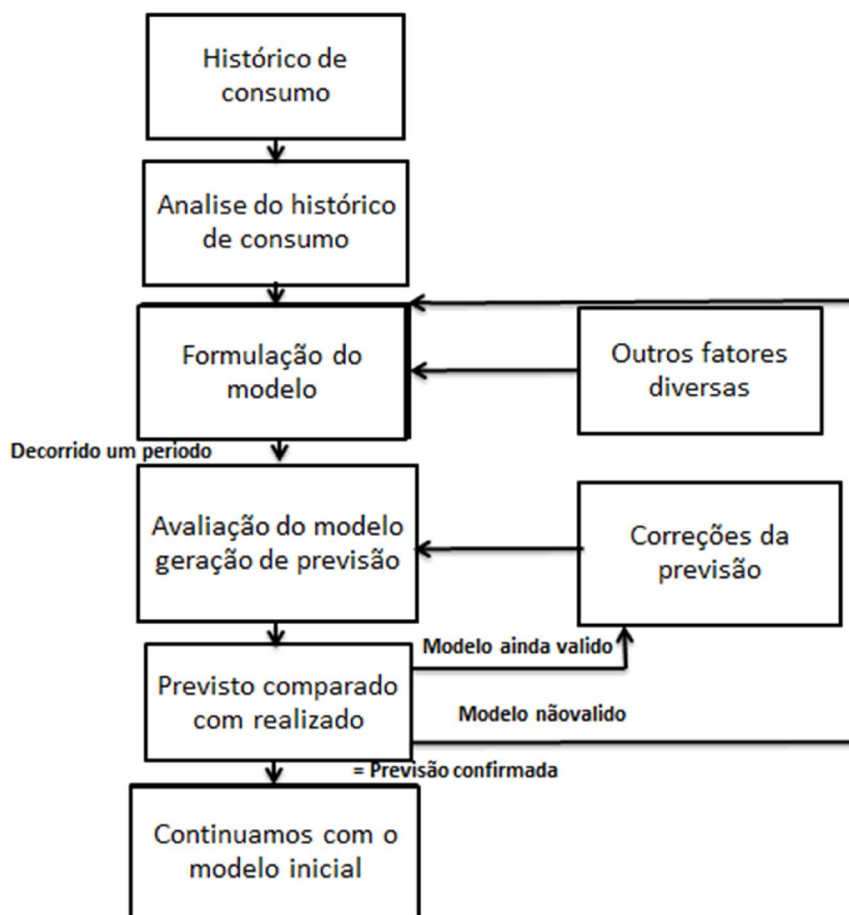 Histórico de
consumo
Analise do histórico
de consumo
Formulação do
modelo
Outros fatores
diversas
Decorrido um periodo
Avaliação do modelo
geração de previsão
Correções da
previsão
Modelo ainda valido
Previsto comparado
com realizado
Modelo nãovalido
= Previsão confirmada
Continuamos com o
modelo inicial